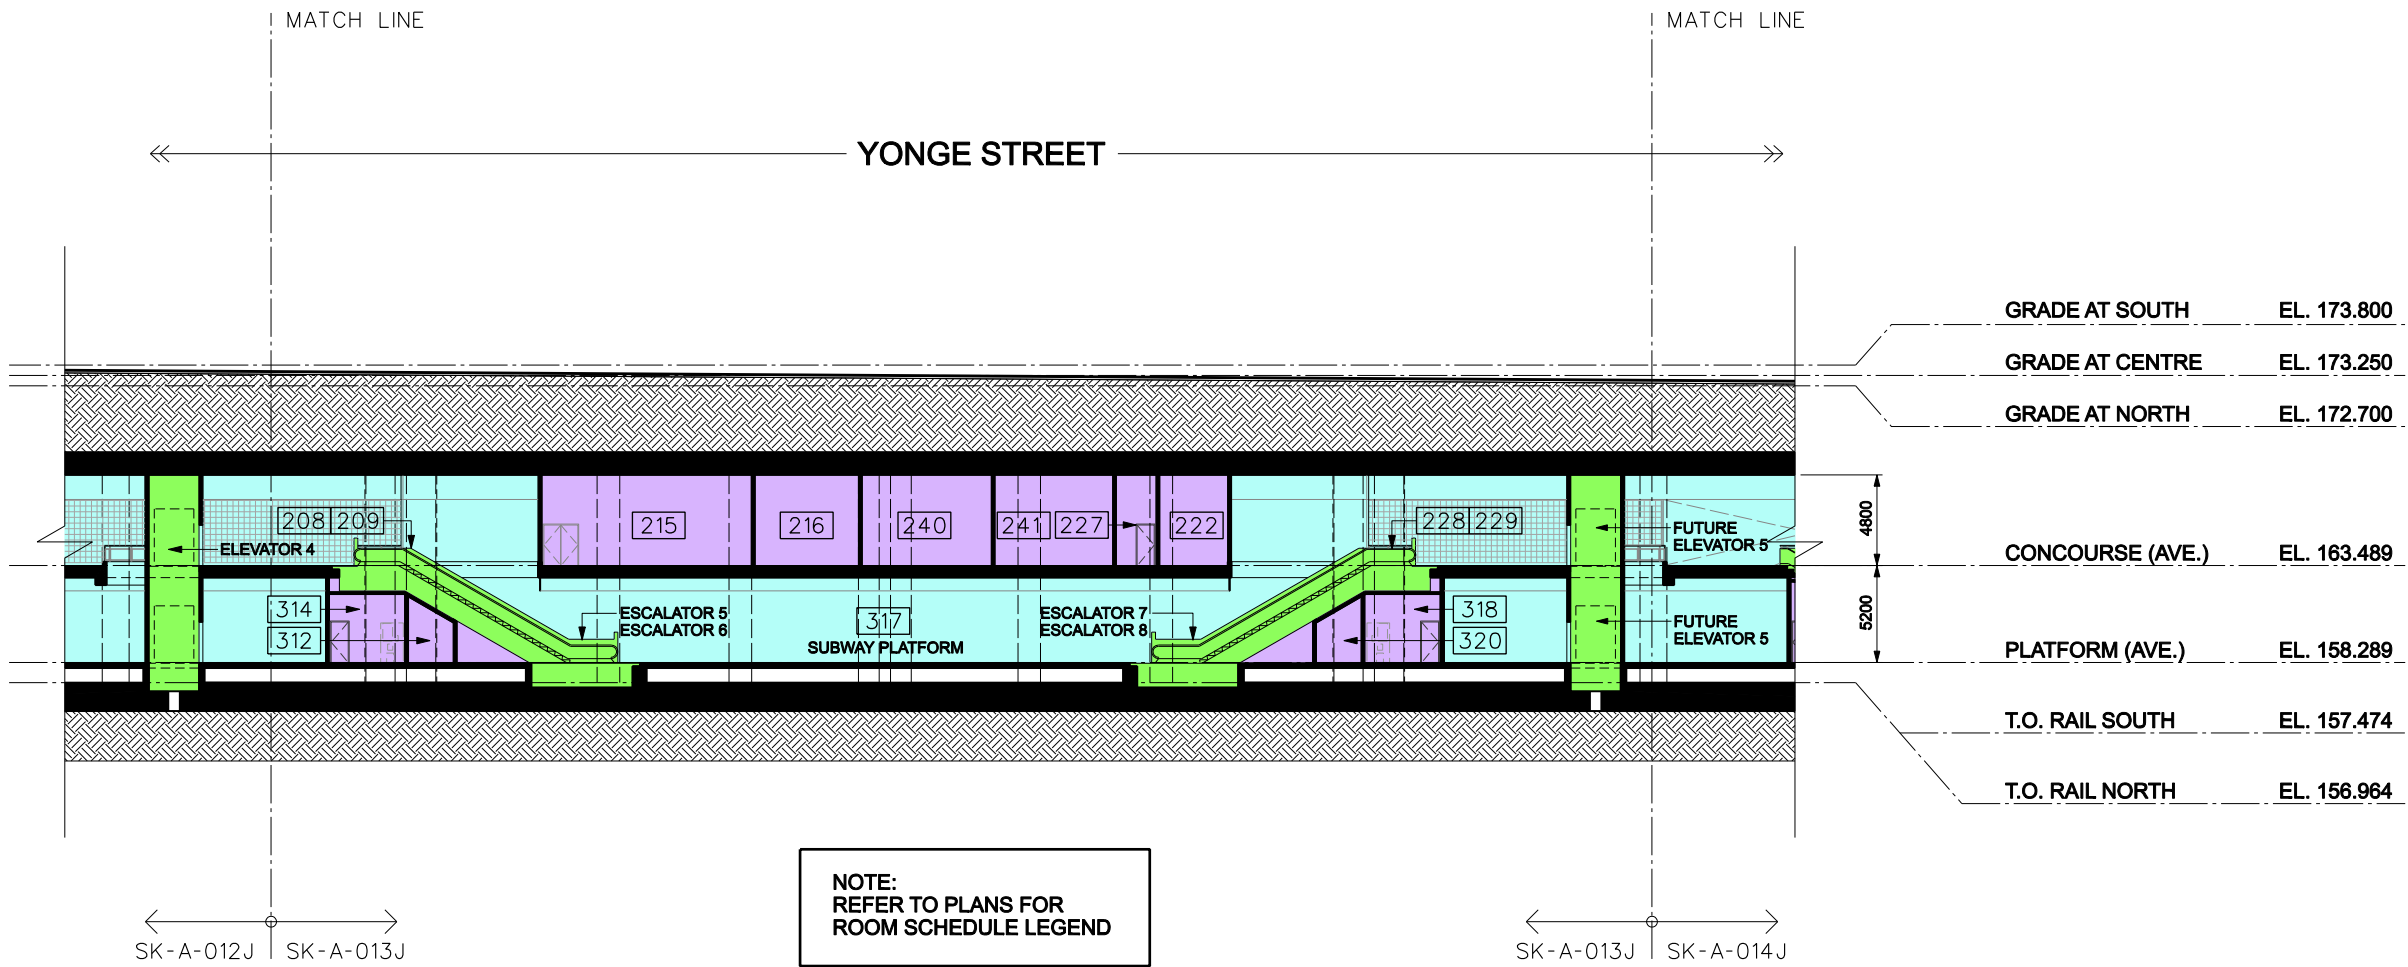 MATCH LINE
MATCH LINE
YONGE STREET
GRADE AT SOUTH EL. 173.800
GRADE AT CENTRE EL. 173.250
GRADE AT NORTH EL. 172.700
4800
208 209
215
216
240
241
227
222
228 229
ELEVATOR 4
FUTURE
ELEVATOR 5
CONCOURSE (AVE.) EL. 163.489
5200
314
312
ESCALATOR 5
ESCALATOR 6
317
SUBWAY PLATFORM
ESCALATOR 7
ESCALATOR 8
318
320
FUTURE
ELEVATOR 5
PLATFORM (AVE.) EL. 158.289
T.O. RAIL SOUTH EL. 157.474
T.O. RAIL NORTH EL. 156.964
NOTE:
REFER TO PLANS FOR
ROOM SCHEDULE LEGEND
SK-A-012J SK-A-013J
SK-A-013J SK-A-014J